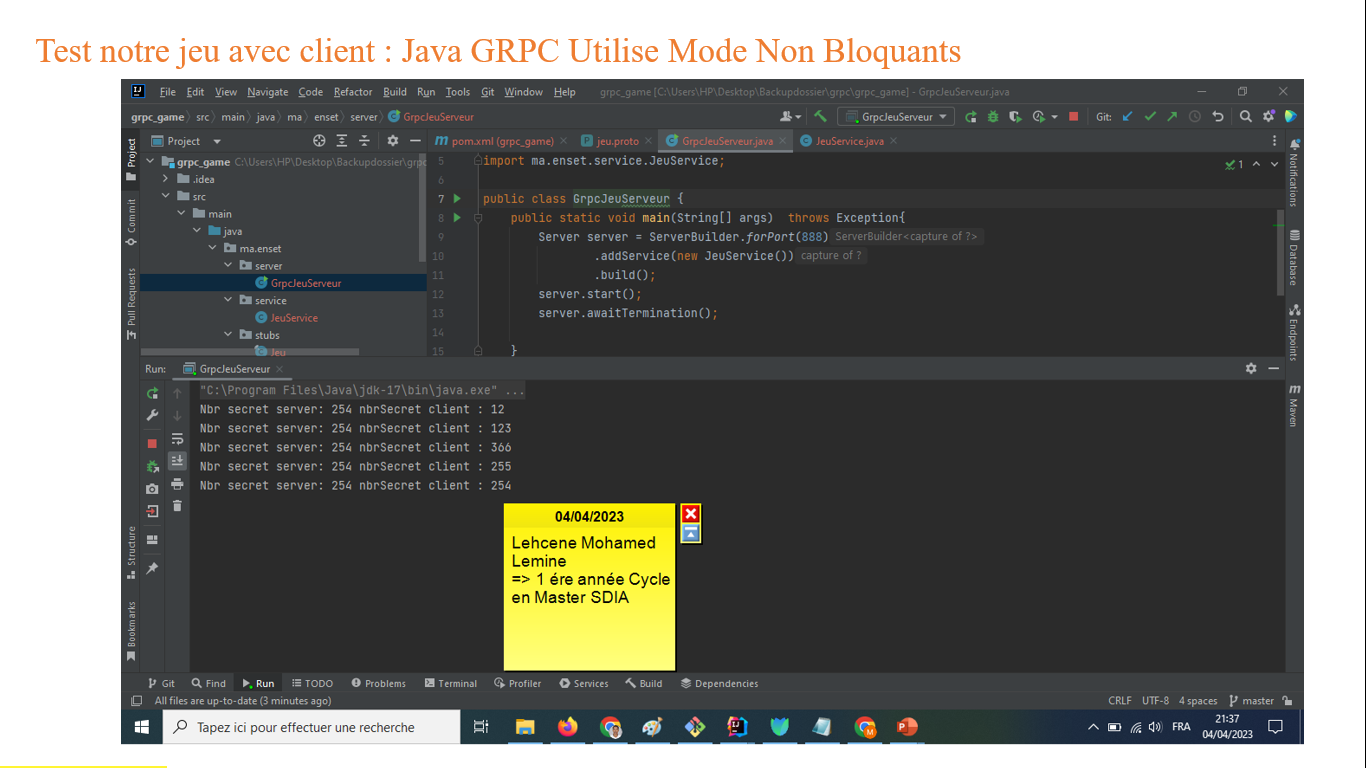 Test notre jeu avec client : Java GRPC Utilise Mode Non Bloquants
File Edit View Navigate Code Refactor Build Run Tools Git Window Help grpc_game [C:\Users\HP\Desktop\Backupdossier\grpc\grpc_game] - GrpcJeuServeur.java
grpc_game src main java ma enset server GrpcJeuServeur
GrpcJeuServeur Git:
Project
pom.xml (grpc_game) jeu.proto GrpcJeuServeur.java JeuService.java
Project
Commit
Pull Requests
grpc_game C:\Users\HP\Desktop\Backupdossier\grpc
.idea
src
main
java
ma.enset
server
GrpcJeuServeur
service
JeuService
stubs
Jeu
5 import ma.enset.service.JeuService;
6
7 public class GrpcJeuServeur {
8 public static void main(String[] args) throws Exception{
9 Server server = ServerBuilder.forPort(888) ServerBuilder<capture of ?>
10 .addService(new JeuService()) capture of ?
11 .build();
12 server.start();
13 server.awaitTermination();
14
15 }
1
Notifications
Database
Endpoints
Maven
Run: GrpcJeuServeur
"C:\Program Files\Java\jdk-17\bin\java.exe" ...
Nbr secret server: 254 nbrSecret client : 12
Nbr secret server: 254 nbrSecret client : 123
Nbr secret server: 254 nbrSecret client : 366
Nbr secret server: 254 nbrSecret client : 255
Nbr secret server: 254 nbrSecret client : 254
04/04/2023
Lehcene Mohamed
Lemine
=> 1 ére année Cycle
en Master SDIA
Structure
Bookmarks
Git Find Run TODO Problems Terminal Profiler Services Build Dependencies
All files are up-to-date (3 minutes ago) CRLF UTF-8 4 spaces master
Tapez ici pour effectuer une recherche
FRA
21:37
04/04/2023